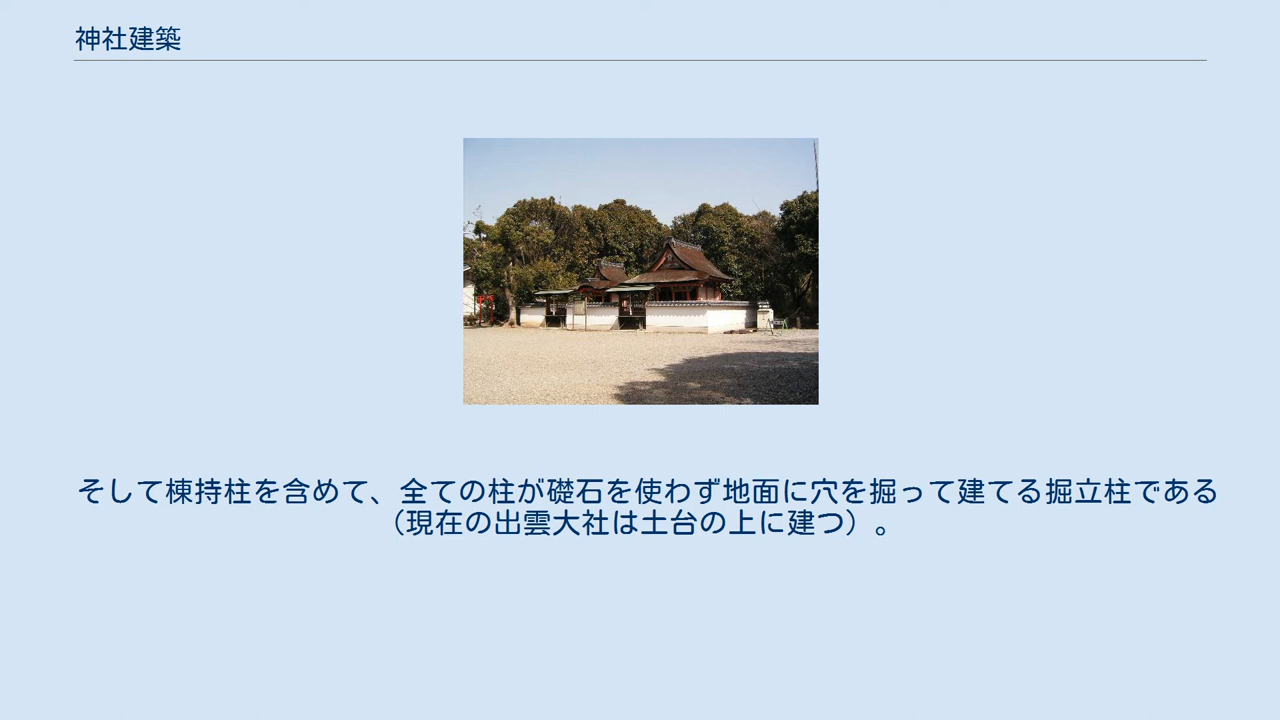 神社建築
そして棟持柱を含めて、全ての柱が礎石を使わず地面に穴を掘って建てる掘立柱である
（現在の出雲大社は土台の上に建つ）。